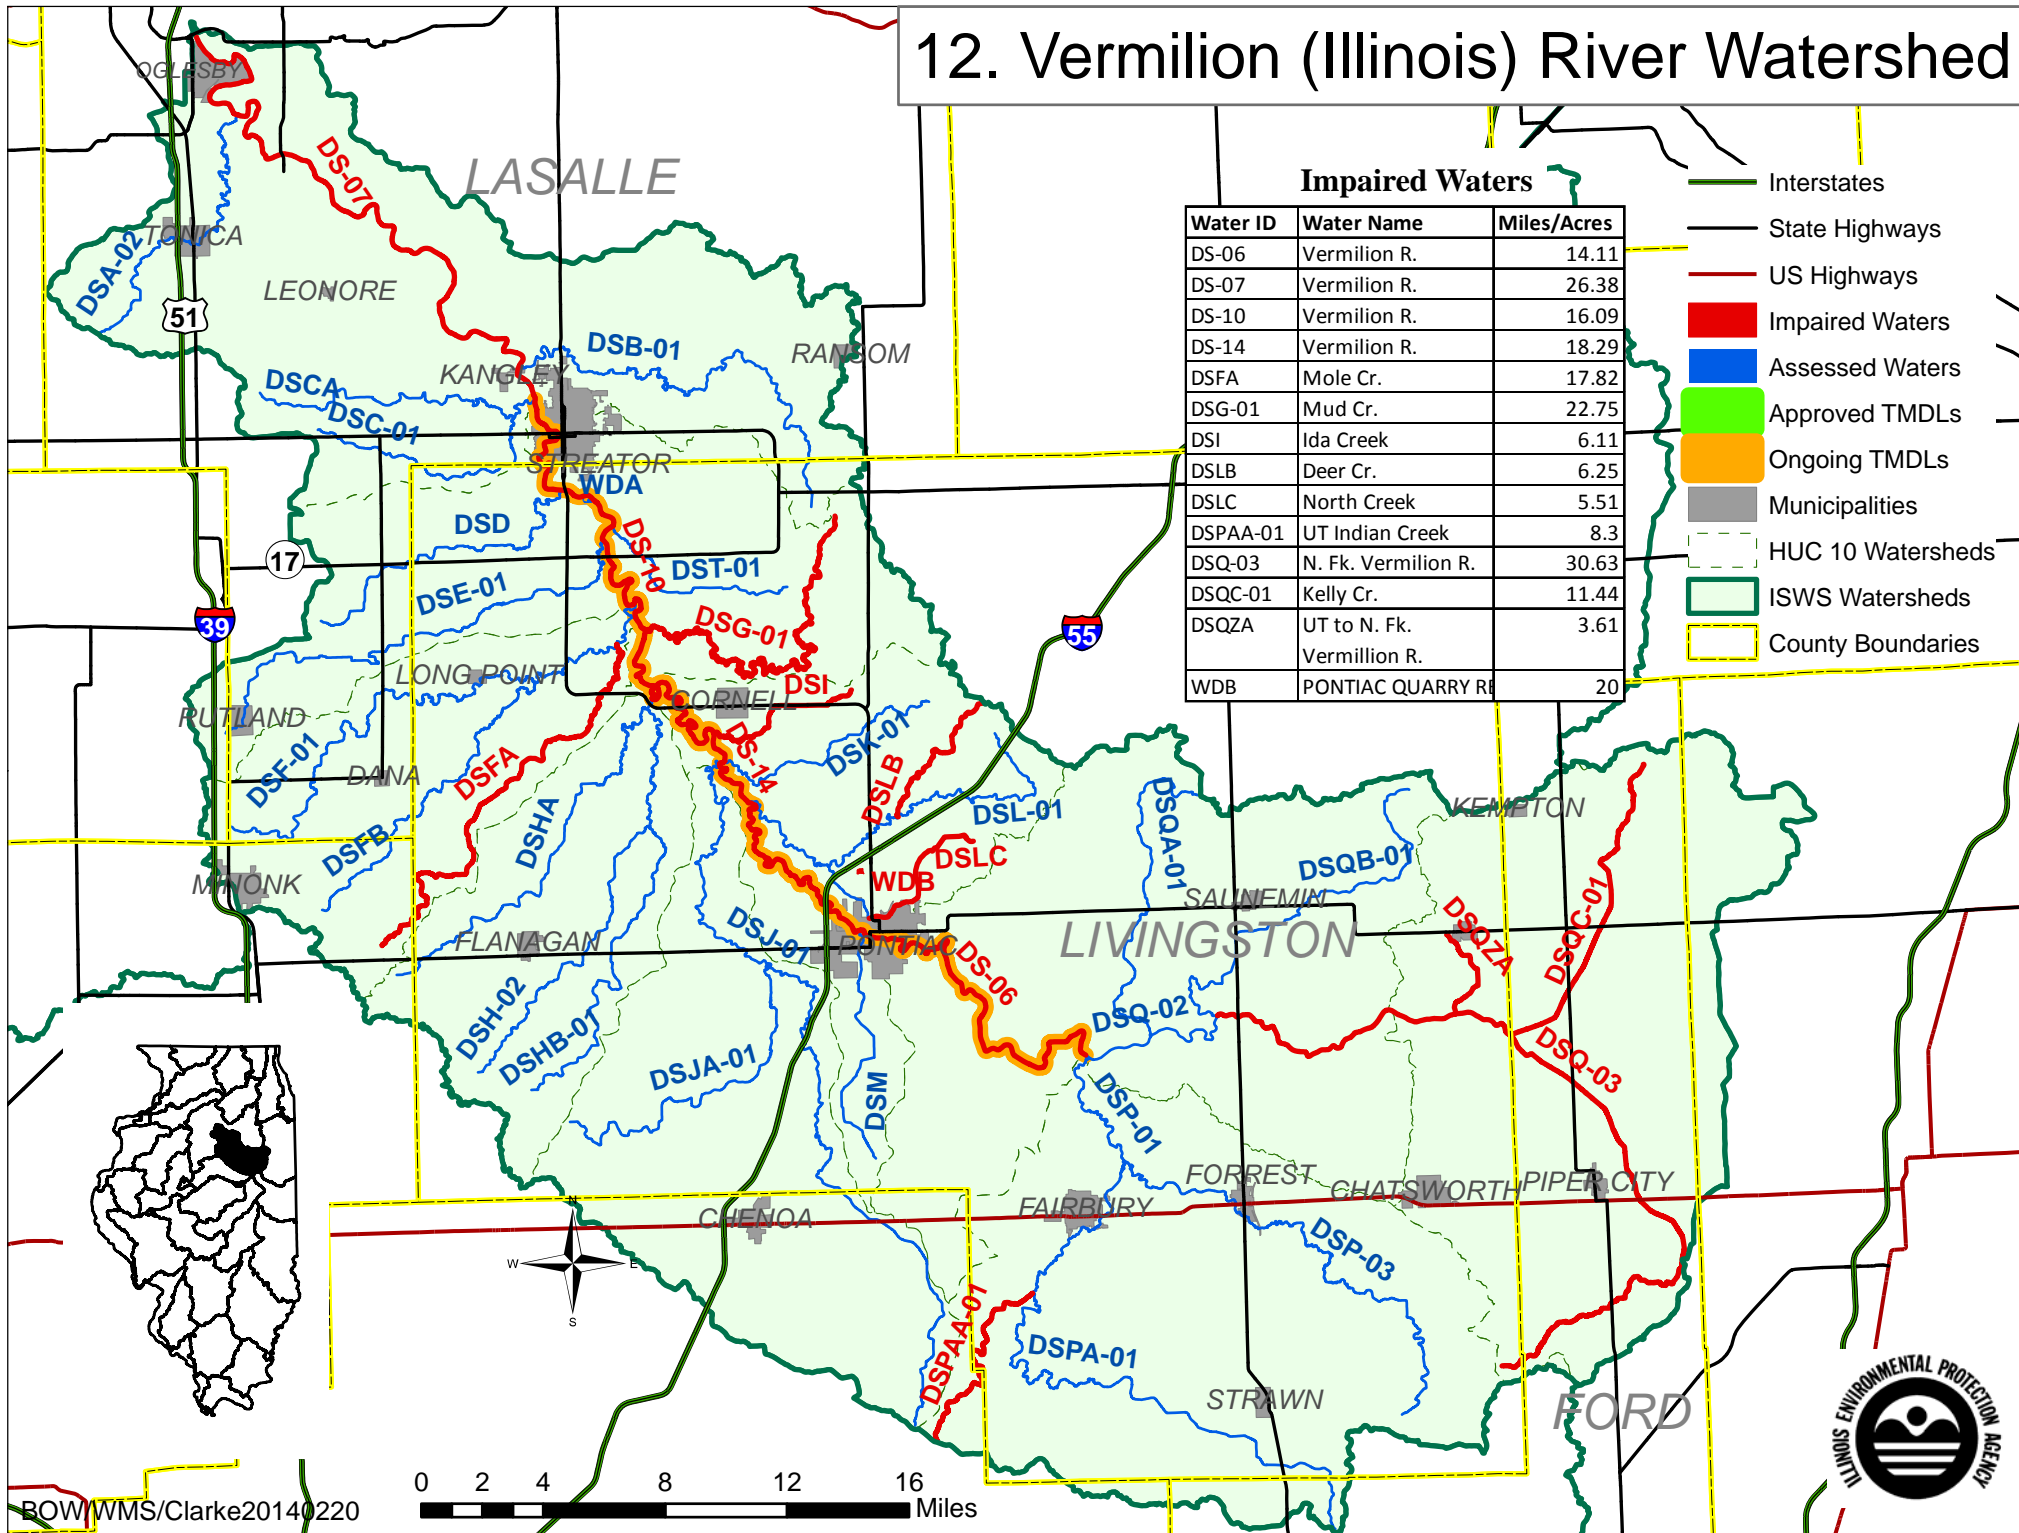 12. Vermilion (Illinois) River Watershed
Impaired Waters
Water ID Water Name Miles/Acres
DS-06 Vermilion R. 14.11
DS-07 Vermilion R. 26.38
DS-10 Vermilion R. 16.09
DS-14 Vermilion R. 18.29
DSFA Mole Cr. 17.82
DSG-01 Mud Cr. 22.75
DSI Ida Creek 6.11
DSLB Deer Cr. 6.25
DSLC North Creek 5.51
DSPAA-01 UT Indian Creek 8.3
DSQ-03 N. Fk. Vermilion R. 30.63
DSQC-01 Kelly Cr. 11.44
DSQZA UT to N. Fk. 3.61
Vermillion R.
WDB PONTIAC QUARRY RE 20
Interstates
State Highways
US Highways
Impaired Waters
Assessed Waters
Approved TMDLs
Ongoing TMDLs
Municipalities
HUC 10 Watersheds
ISWS Watersheds
County Boundaries
OGLESBY
DS-07
LASALLE
TONICA
DSA-02
LEONORE
51
DSB-01
RANSOM
KANGLEY
DSCA
DSC-01
STREATOR
WDA
DSD
DS-10
17
DST-01
DSE-01
39
DSG-01
55
LONG POINT
DSI
CORNELL
RUTLAND
DSF-01
DANA
DSFA
DS-14
DSK-01
DSLB
DSL-01
DSHA
DSFB
DSQA-01
KEMPTON
DSLC
DSQB-01
WDB
MINONK
SAUNEMIN
DSQZA
DSQC-01
FLANAGAN
DSJ-01
PONTIAC
LIVINGSTON
DS-06
DSH-02
DSHB-01
DSQ-02
DSJA-01
DSM
DSP-01
DSQ-03
FORREST
CHATSWORTH
PIPER CITY
CHENOA
FAIRBURY
DSP-03
N
W
E
S
DSPAA-01
DSPA-01
STRAWN
FORD
0 2 4 8 12 16
Miles
BOW/WMS/Clarke20140220
ILLINOIS ENVIRONMENTAL PROTECTION AGENCY